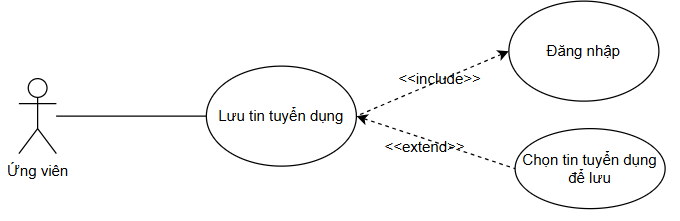 Đăng nhập
<<include>>
Lưu tin tuyển dụng
<<extend>>
Chọn tin tuyển dụng
để lưu
Ứng viên